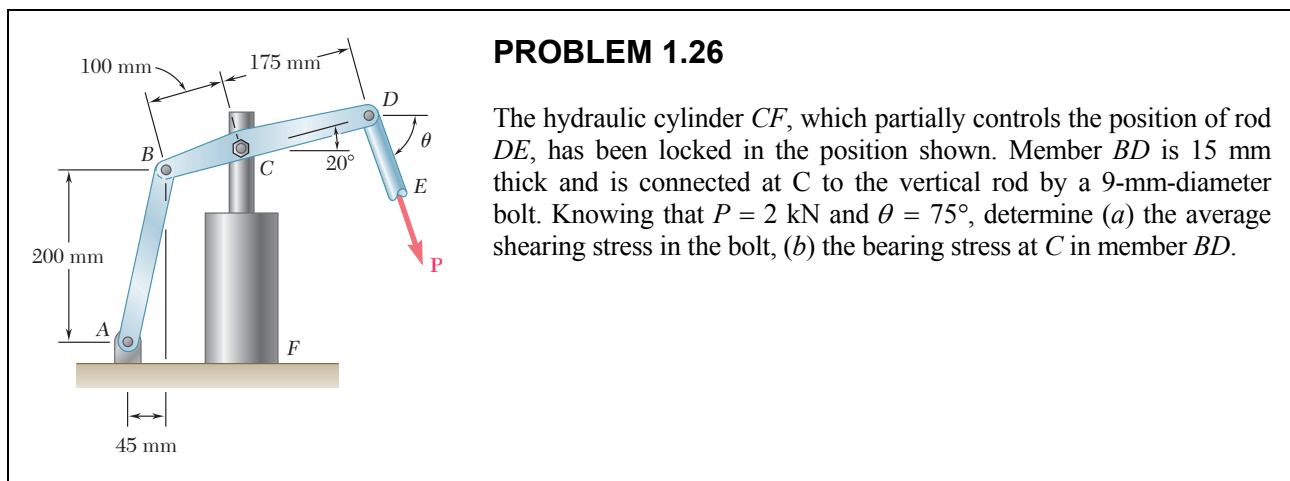 PROBLEM 1.26
The hydraulic cylinder CF, which partially controls the position of rod
DE, has been locked in the position shown. Member BD is 15 mm
thick and is connected at C to the vertical rod by a 9-mm-diameter
bolt. Knowing that P = 2 kN and θ = 75°, determine (a) the average
shearing stress in the bolt, (b) the bearing stress at C in member BD.
100 mm
175 mm
D
θ
B
C
20°
E
200 mm
P
A
F
45 mm